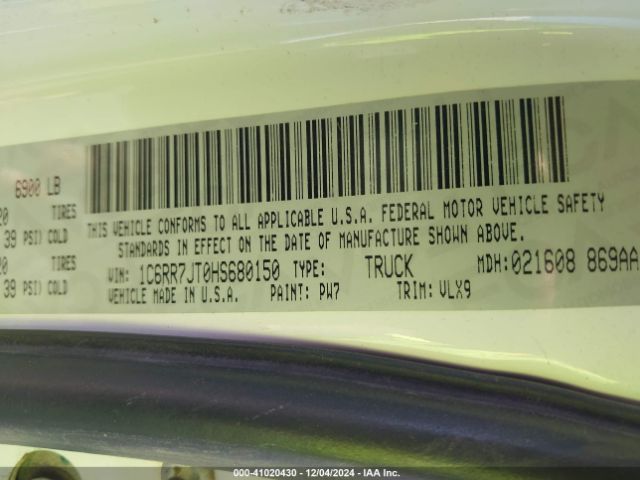 6900 LB
20 TIRES
39 PSI) COLD
20 TIRES
39 PSI) COLD
THIS VEHICLE CONFORMS TO ALL APPLICABLE U.S.A. FEDERAL MOTOR VEHICLE SAFETY
STANDARDS IN EFFECT ON THE DATE OF MANUFACTURE SHOWN ABOVE.
VIN: 1C6RR7JT0HS680150 TYPE: TRUCK MDH:021608 869AA
VEHICLE MADE IN U.S.A. PAINT: PW7 TRIM: VLX9
000-41020430 - 12/04/2024 - IAA Inc.